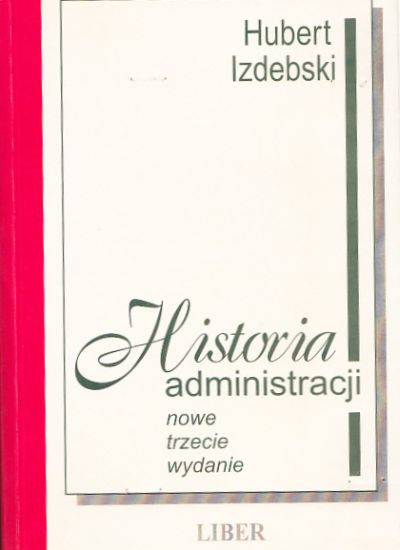 Hubert
Izdebski
Historia
administracji
nowe
trzecie
wydanie
LIBER